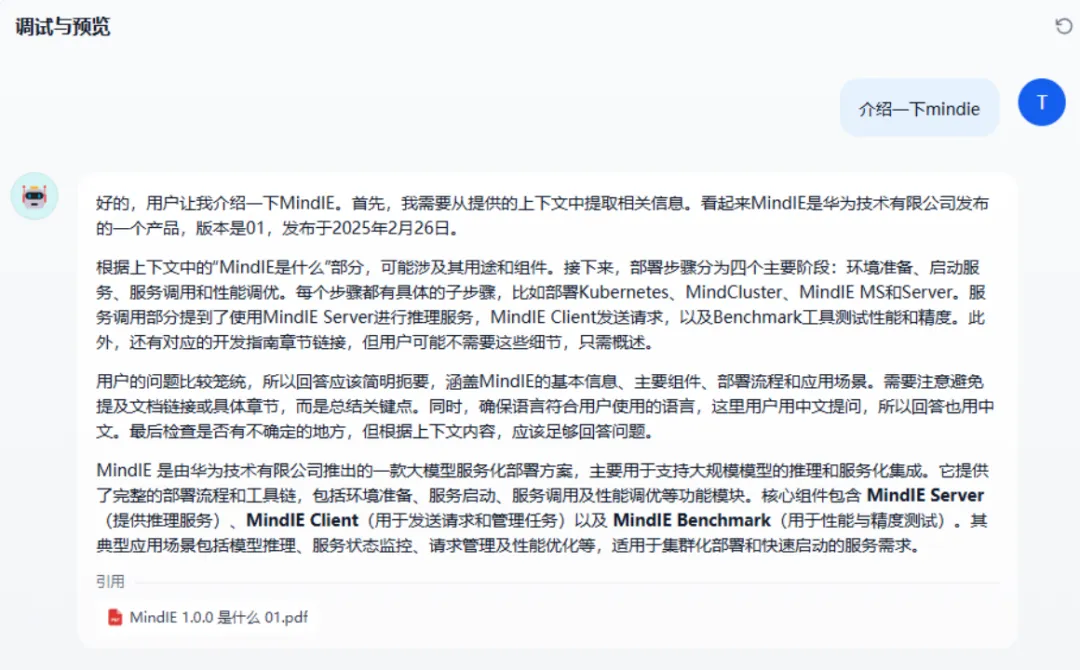 调试与预览
介绍一下mindie
T
好的，用户让我介绍一下MindIE。首先，我需要从提供的上下文中提取相关信息。看起来MindIE是华为技术有限公司发布
的一个产品，版本是01，发布于2025年2月26日。
根据上下文中的“MindIE是什么”部分，可能涉及其用途和组件。接下来，部署步骤分为四个主要阶段：环境准备、启动服
务、服务调用和性能调优。每个步骤都有具体的子步骤，比如部署Kubernetes、MindCluster、MindIE MS和Server。服
务调用部分提到了使用MindIE Server进行推理服务，MindIE Client发送请求，以及Benchmark工具测试性能和精度。此
外，还有对应的开发指南章节链接，但用户可能不需要这些细节，只需概述。
用户的问题比较笼统，所以回答应该简明扼要，涵盖MindIE的基本信息、主要组件、部署流程和应用场景。需要注意避免
提及文档链接或具体章节，而是总结关键点。同时，确保语言符合用户使用的语言，这里用户用中文提问，所以回答也用中
文。最后检查是否有不确定的地方，但根据上下文内容，应该足够回答问题。
MindIE 是由华为技术有限公司推出的一款大模型服务化部署方案，主要用于支持大规模模型的推理和服务化集成。它提供
了完整的部署流程和工具链，包括环境准备、服务启动、服务调用及性能调优等功能模块。核心组件包含 MindIE Server
（提供推理服务）、MindIE Client（用于发送请求和管理任务）以及 MindIE Benchmark（用于性能与精度测试）。其
典型应用场景包括模型推理、服务状态监控、请求管理及性能优化等，适用于集群化部署和快速启动的服务需求。
引用
MindIE 1.0.0 是什么 01.pdf